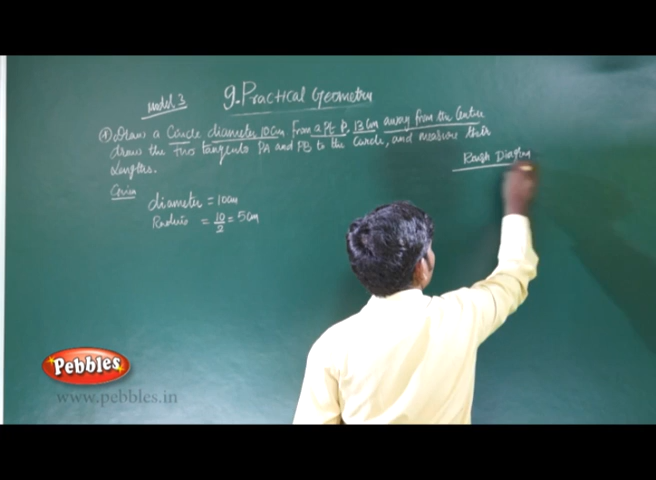 Model 3
9. Practical Geometry
① Draw a Circle diameter 10cm from a pt P, 13cm away from the Centre
draw the two tangents PA and PB to the Circle, and measure their
Lengths.
Given
diameter = 10cm
Radius = 10/2 = 5cm
Rough Diagram
Pebbles
www.pebbles.in